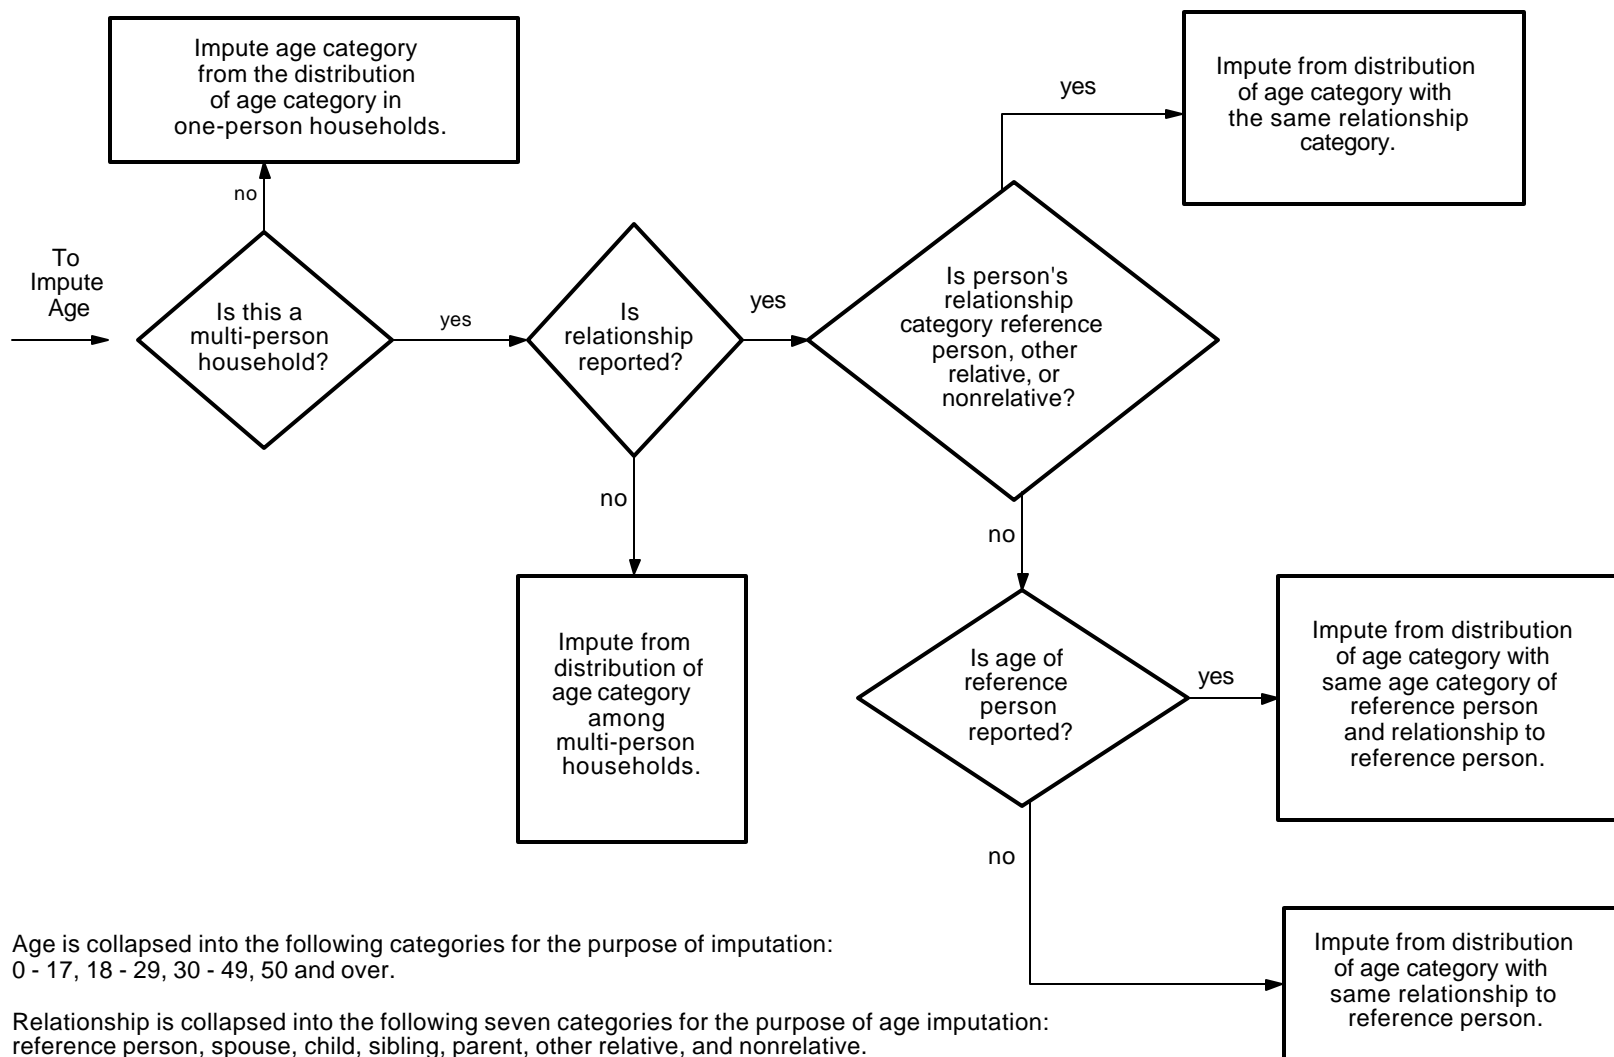 Impute age category
from the distribution
of age category in
one-person households.
yes
Impute from distribution
of age category with
the same relationship
category.
no
To
Impute
Age
Is this a
multi-person
household?
yes
Is
relationship
reported?
yes
Is person's
relationship
category reference
person, other
relative, or
nonrelative?
no
no
Impute from
distribution of
age category
among
multi-person
households.
Is age of
reference
person
reported?
yes
Impute from distribution
of age category with
same age category of
reference person
and relationship to
reference person.
no
Impute from distribution
of age category with
same relationship to
reference person.
Age is collapsed into the following categories for the purpose of imputation:
0 - 17, 18 - 29, 30 - 49, 50 and over.
Relationship is collapsed into the following seven categories for the purpose of age imputation:
reference person, spouse, child, sibling, parent, other relative, and nonrelative.